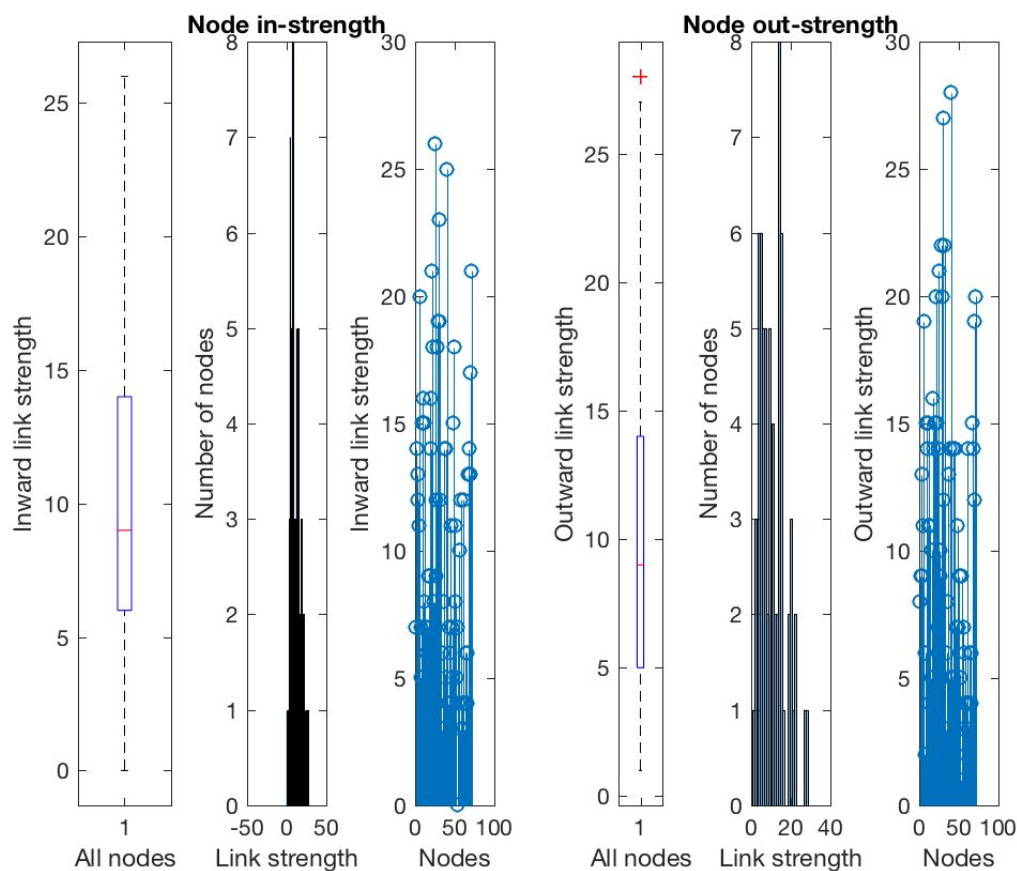 Node in-strength
Inward link strength
25
20
15
10
5
0
1
All nodes
Number of nodes
8
7
6
5
4
3
2
1
0
-50 0 50
Link strength
Inward link strength
30
25
20
15
10
5
0
0 50 100
Nodes
Node out-strength
Outward link strength
25
20
15
10
5
0
1
All nodes
Number of nodes
8
7
6
5
4
3
2
1
0
0 20 40
Link strength
Outward link strength
30
25
20
15
10
5
0
0 50 100
Nodes